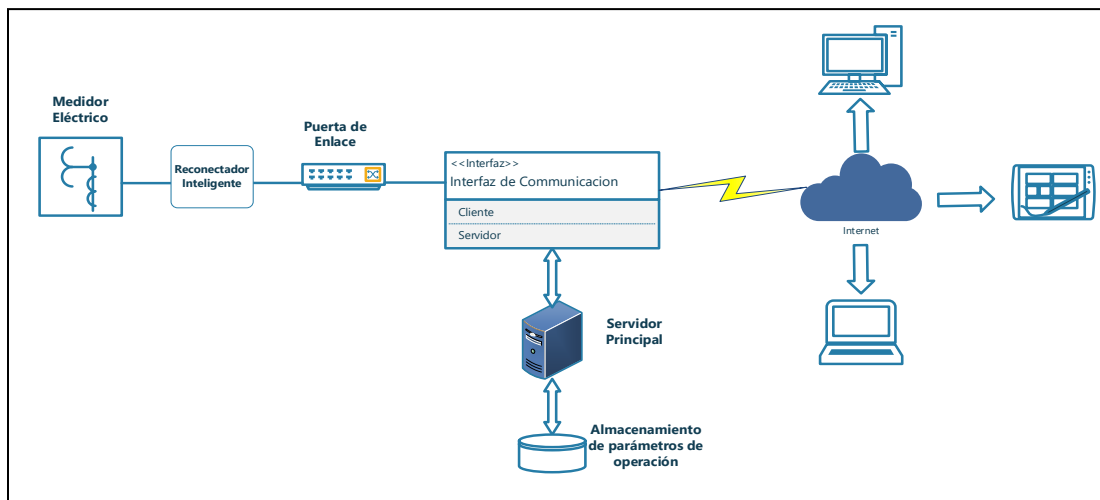 Medidor
Eléctrico
Reconectador
Inteligente
Puerta de
Enlace
<<Interfaz>>
Interfaz de Communicacion
Cliente
Servidor
Internet
Servidor
Principal
Almacenamiento
de parámetros de
operación